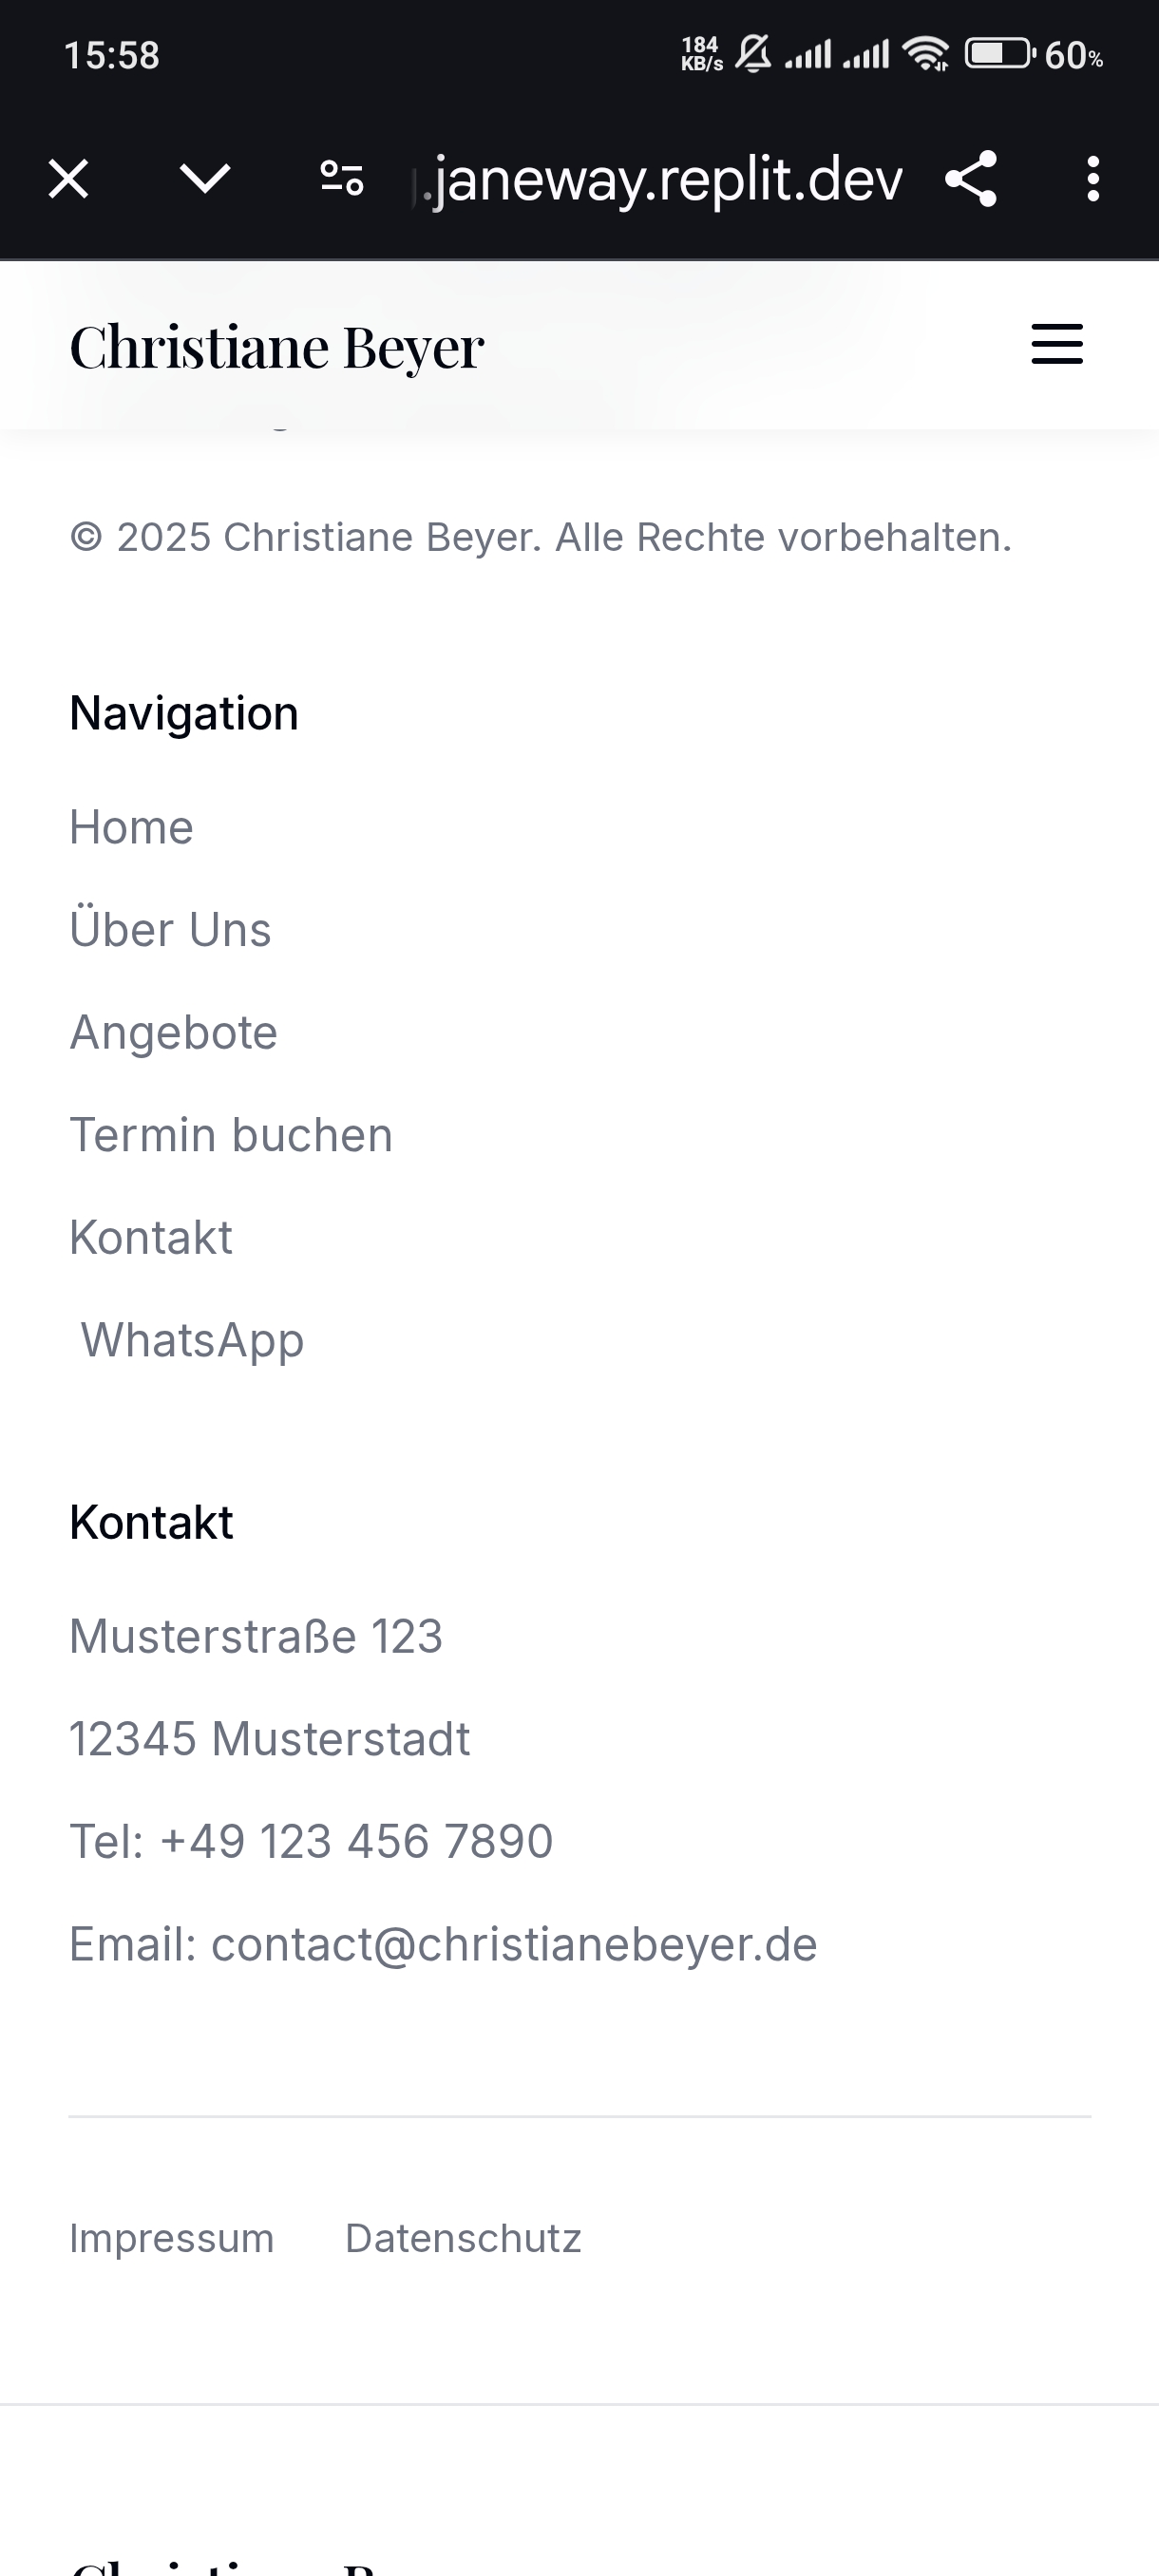 15:58
184
KB/s
60%
.janeway.replit.dev
Christiane Beyer
© 2025 Christiane Beyer. Alle Rechte vorbehalten.
Navigation
Home
Über Uns
Angebote
Termin buchen
Kontakt
WhatsApp
Kontakt
Musterstraße 123
12345 Musterstadt
Tel: +49 123 456 7890
Email: contact@christianebeyer.de
Impressum
Datenschutz